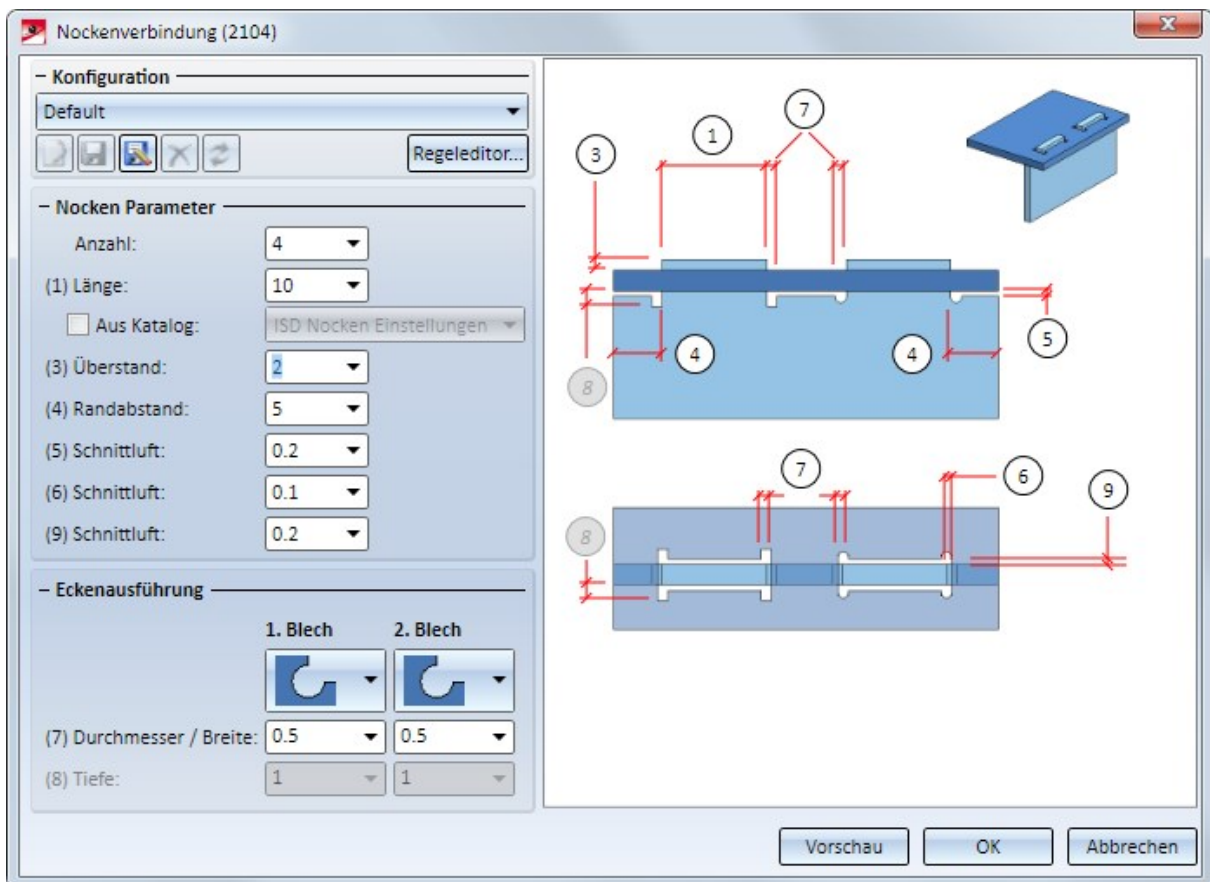 Nockenverbindung (2104)
– Konfiguration
Default
Regeleditor...
– Nocken Parameter
Anzahl: 4
(1) Länge: 10
Aus Katalog: ISD Nocken Einstellungen
(3) Überstand: 2
(4) Randabstand: 5
(5) Schnittluft: 0.2
(6) Schnittluft: 0.1
(9) Schnittluft: 0.2
– Eckenausführung
1. Blech 2. Blech
(7) Durchmesser / Breite: 0.5 0.5
(8) Tiefe: 1 1
7
1
3
4
4
5
8
7
6
9
8
Vorschau OK Abbrechen